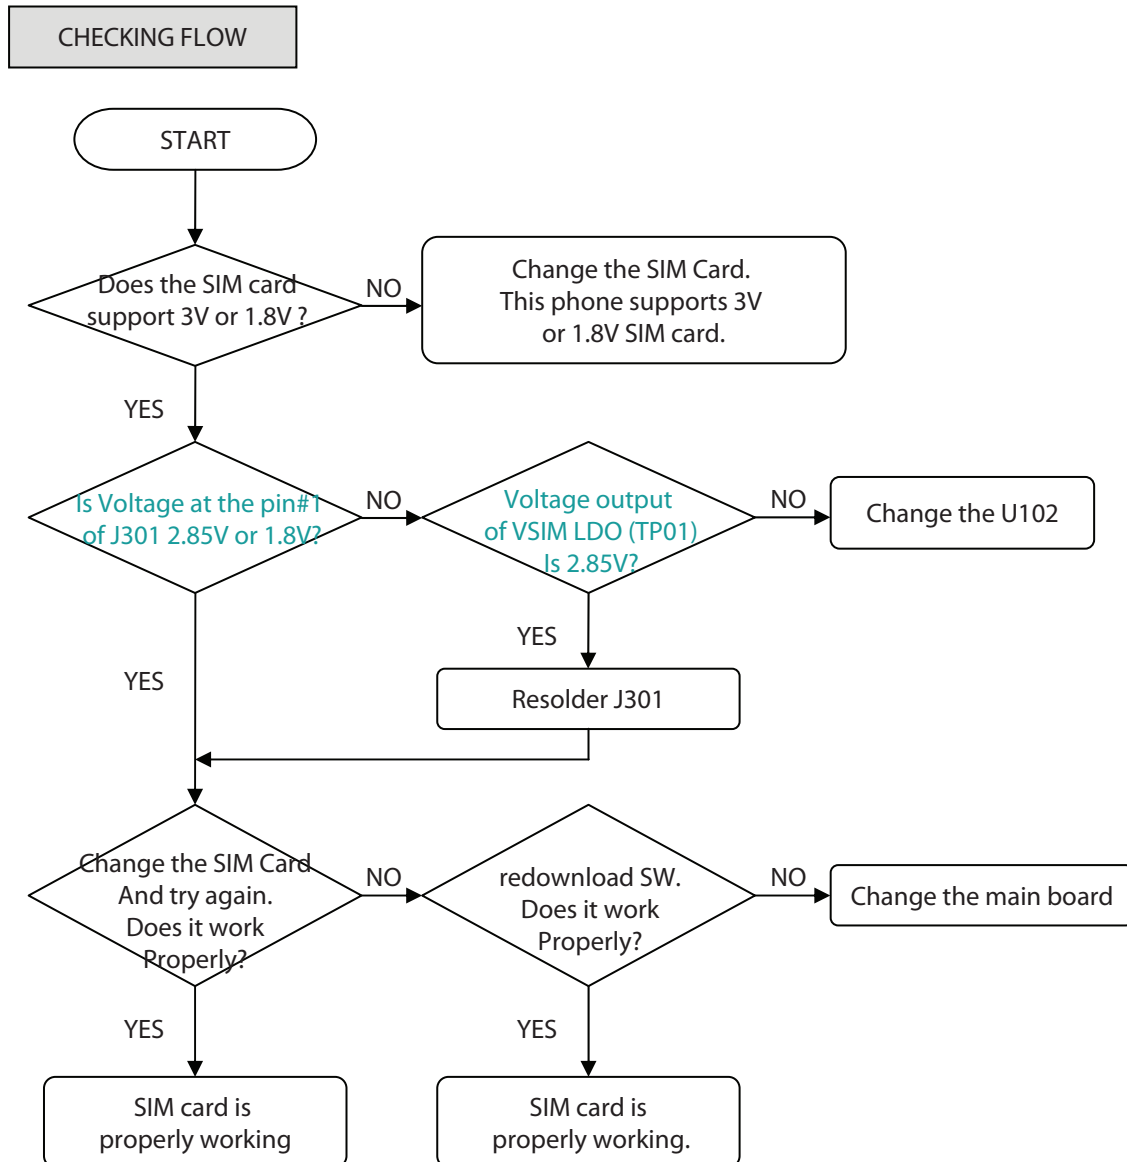 CHECKING FLOW
START
Does the SIM card
support 3V or 1.8V ?
NO
Change the SIM Card.
This phone supports 3V
or 1.8V SIM card.
YES
Is Voltage at the pin#1
of J301 2.85V or 1.8V?
NO
Voltage output
of VSIM LDO (TP01)
Is 2.85V?
NO
Change the U102
YES
YES
Resolder J301
Change the SIM Card
And try again.
Does it work
Properly?
NO
redownload SW.
Does it work
Properly?
NO
Change the main board
YES
YES
SIM card is
properly working
SIM card is
properly working.